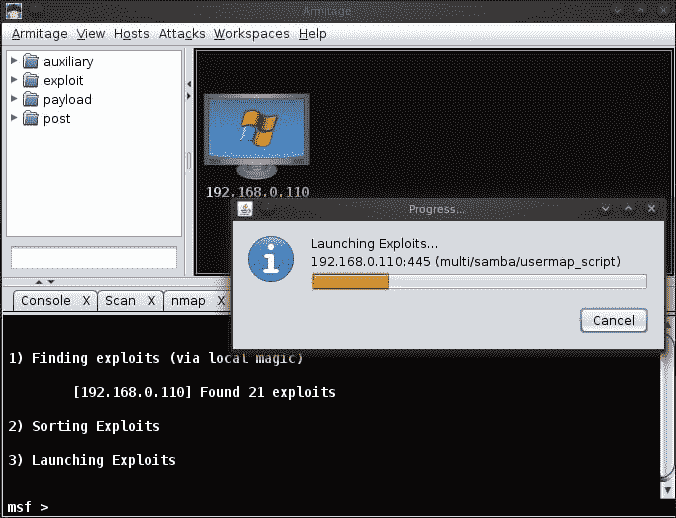 Armitage
Armitage View Hosts Attacks Workspaces Help
auxiliary
exploit
payload
post
192.168.0.110
Progress...
Launching Exploits...
192.168.0.110:445 (multi/samba/usermap_script)
Cancel
Console X Scan X nmap X
1) Finding exploits (via local magic)
[192.168.0.110] Found 21 exploits
2) Sorting Exploits
3) Launching Exploits
msf >